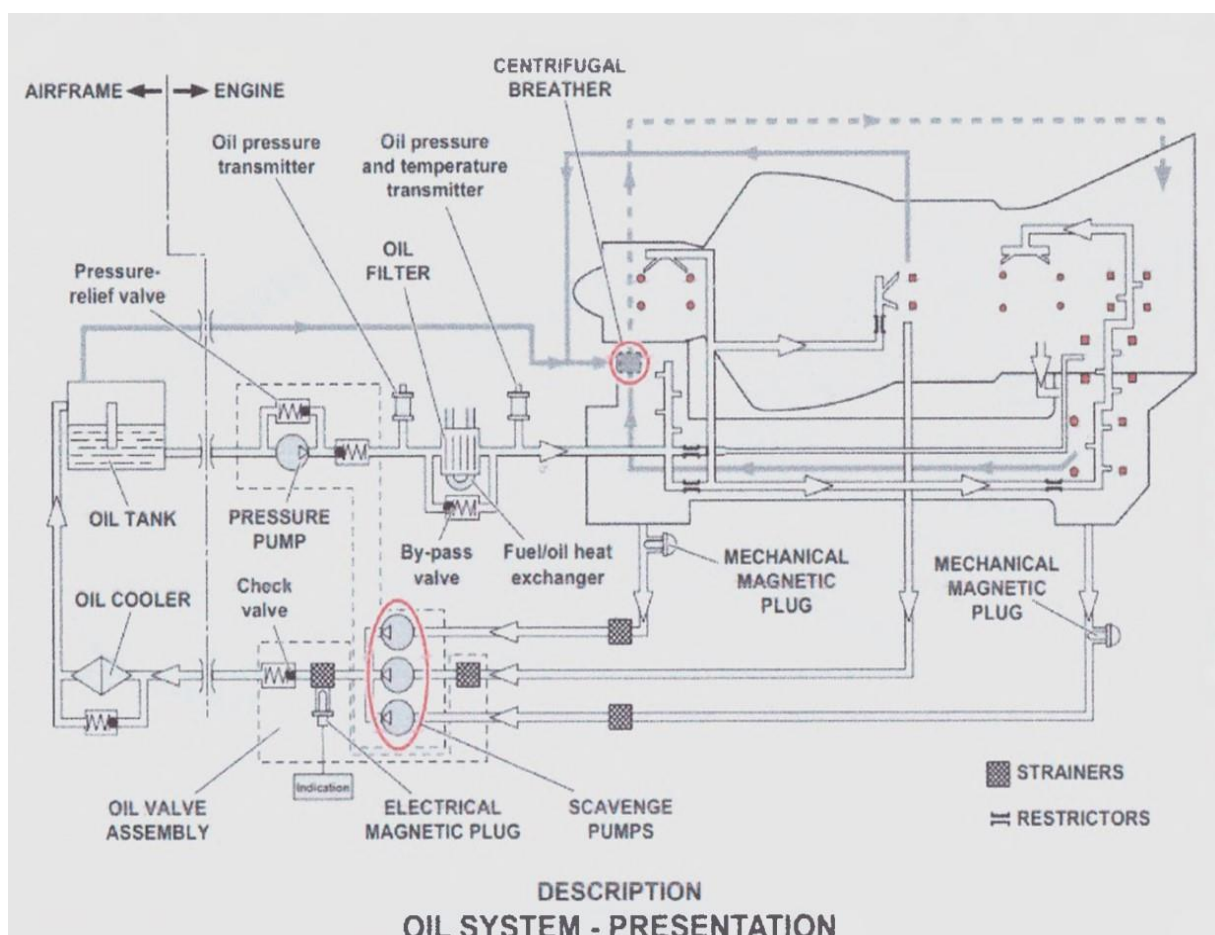 CENTRIFUGAL
BREATHER
AIRFRAME
ENGINE
Oil pressure
transmitter
Oil pressure
and temperature
transmitter
OIL
FILTER
Pressure-
relief valve
OIL TANK
PRESSURE
PUMP
By-pass
valve
Fuel/oil heat
exchanger
MECHANICAL
MAGNETIC
PLUG
MECHANICAL
MAGNETIC
PLUG
OIL COOLER
Check
valve
Indication
OIL VALVE
ASSEMBLY
ELECTRICAL
MAGNETIC PLUG
SCAVENGE
PUMPS
STRAINERS
RESTRICTORS
DESCRIPTION
OIL SYSTEM - PRESENTATION